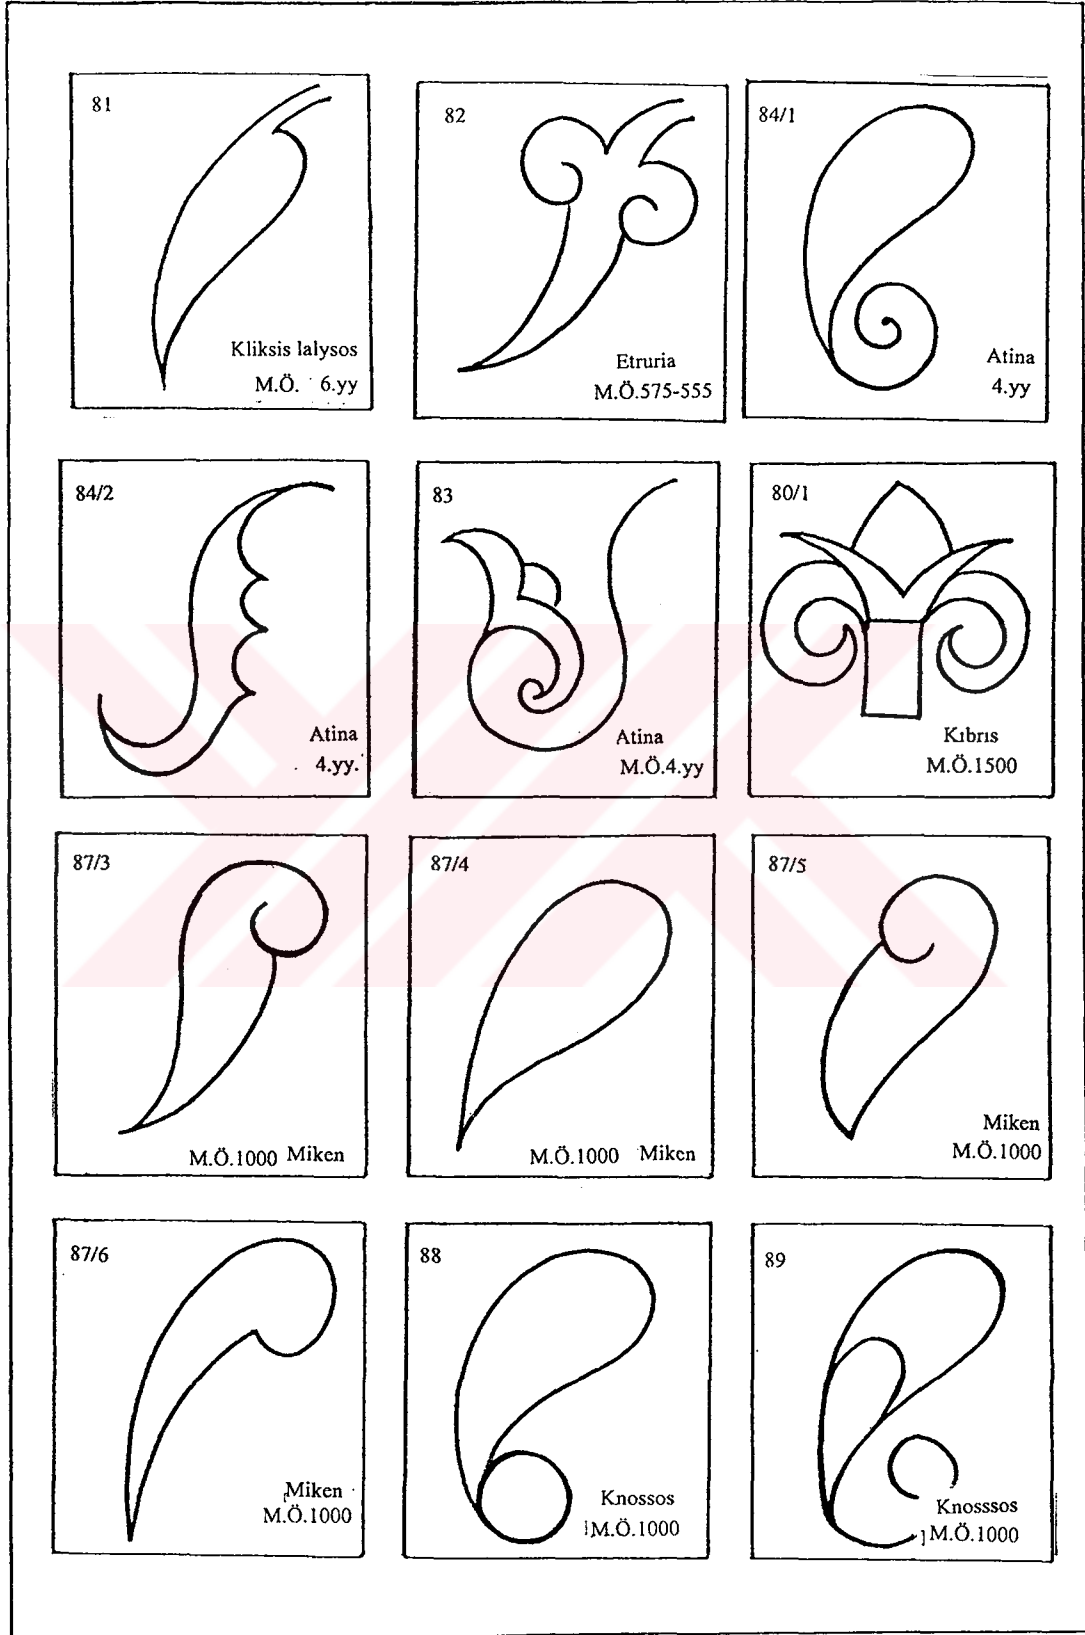 81
Kliksis lalysos
M.Ö. 6.yy
82
Etruria
M.Ö.575-555
84/1
Atina
4.yy
84/2
Atina
4.yy.
83
Atina
M.Ö.4.yy
80/1
Kıbrıs
M.Ö.1500
87/3
M.Ö.1000 Miken
87/4
M.Ö.1000 Miken
87/5
Miken
M.Ö.1000
87/6
Miken
M.Ö.1000
88
Knossos
M.Ö.1000
89
Knosssos
M.Ö.1000